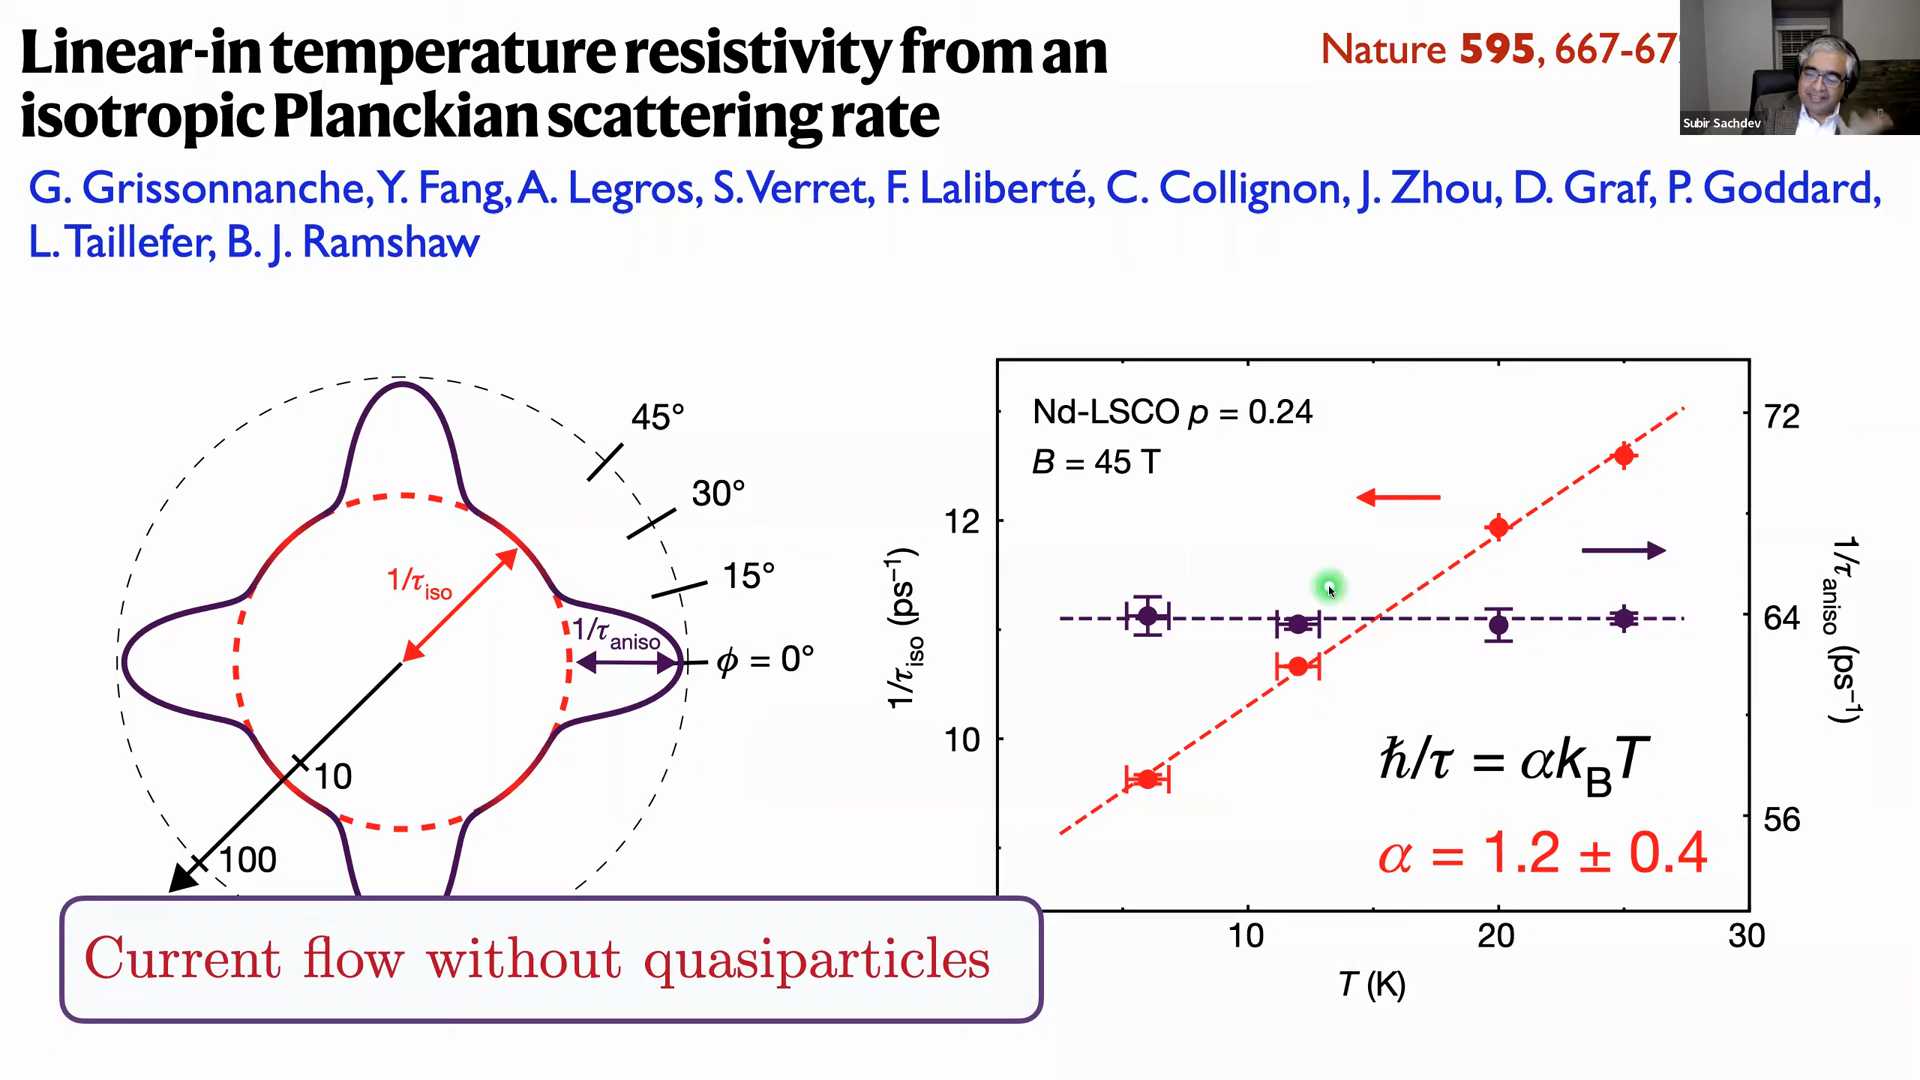 Linear-in temperature resistivity from an
isotropic Planckian scattering rate
Nature 595, 667-67
Subir Sachdev
G. Grissonnanche, Y. Fang, A. Legros, S. Verret, F. Laliberté, C. Collignon, J. Zhou, D. Graf, P. Goddard,
L. Taillefer, B. J. Ramshaw
45°
30°
15°
ϕ = 0°
1/τiso
1/τaniso
10
100
Nd-LSCO p = 0.24
B = 45 T
12
10
1/τiso (ps⁻¹)
72
64
56
1/τaniso (ps⁻¹)
ħ/τ = αkBT
α = 1.2 ± 0.4
10 20 30
T (K)
Current flow without quasiparticles